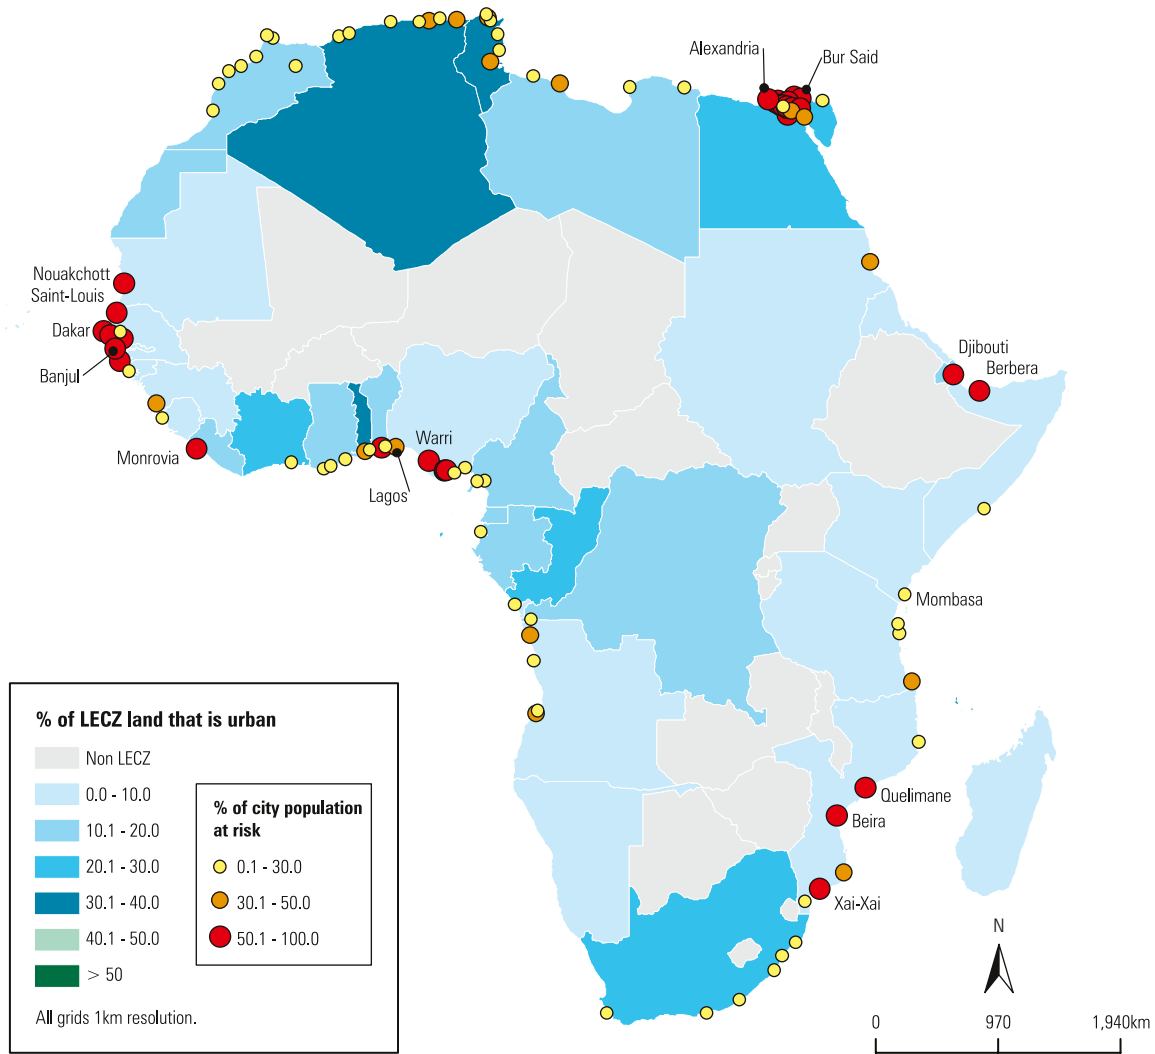 Alexandria
Bur Said
Nouakchott
Saint-Louis
Dakar
Banjul
Monrovia
Warri
Lagos
Djibouti
Berbera
Mombasa
Quelimane
Beira
Xai-Xai
% of LECZ land that is urban
Non LECZ
0.0 - 10.0
10.1 - 20.0
20.1 - 30.0
30.1 - 40.0
40.1 - 50.0
> 50
All grids 1km resolution.
% of city population
at risk
0.1 - 30.0
30.1 - 50.0
50.1 - 100.0
N
0 970 1,940km